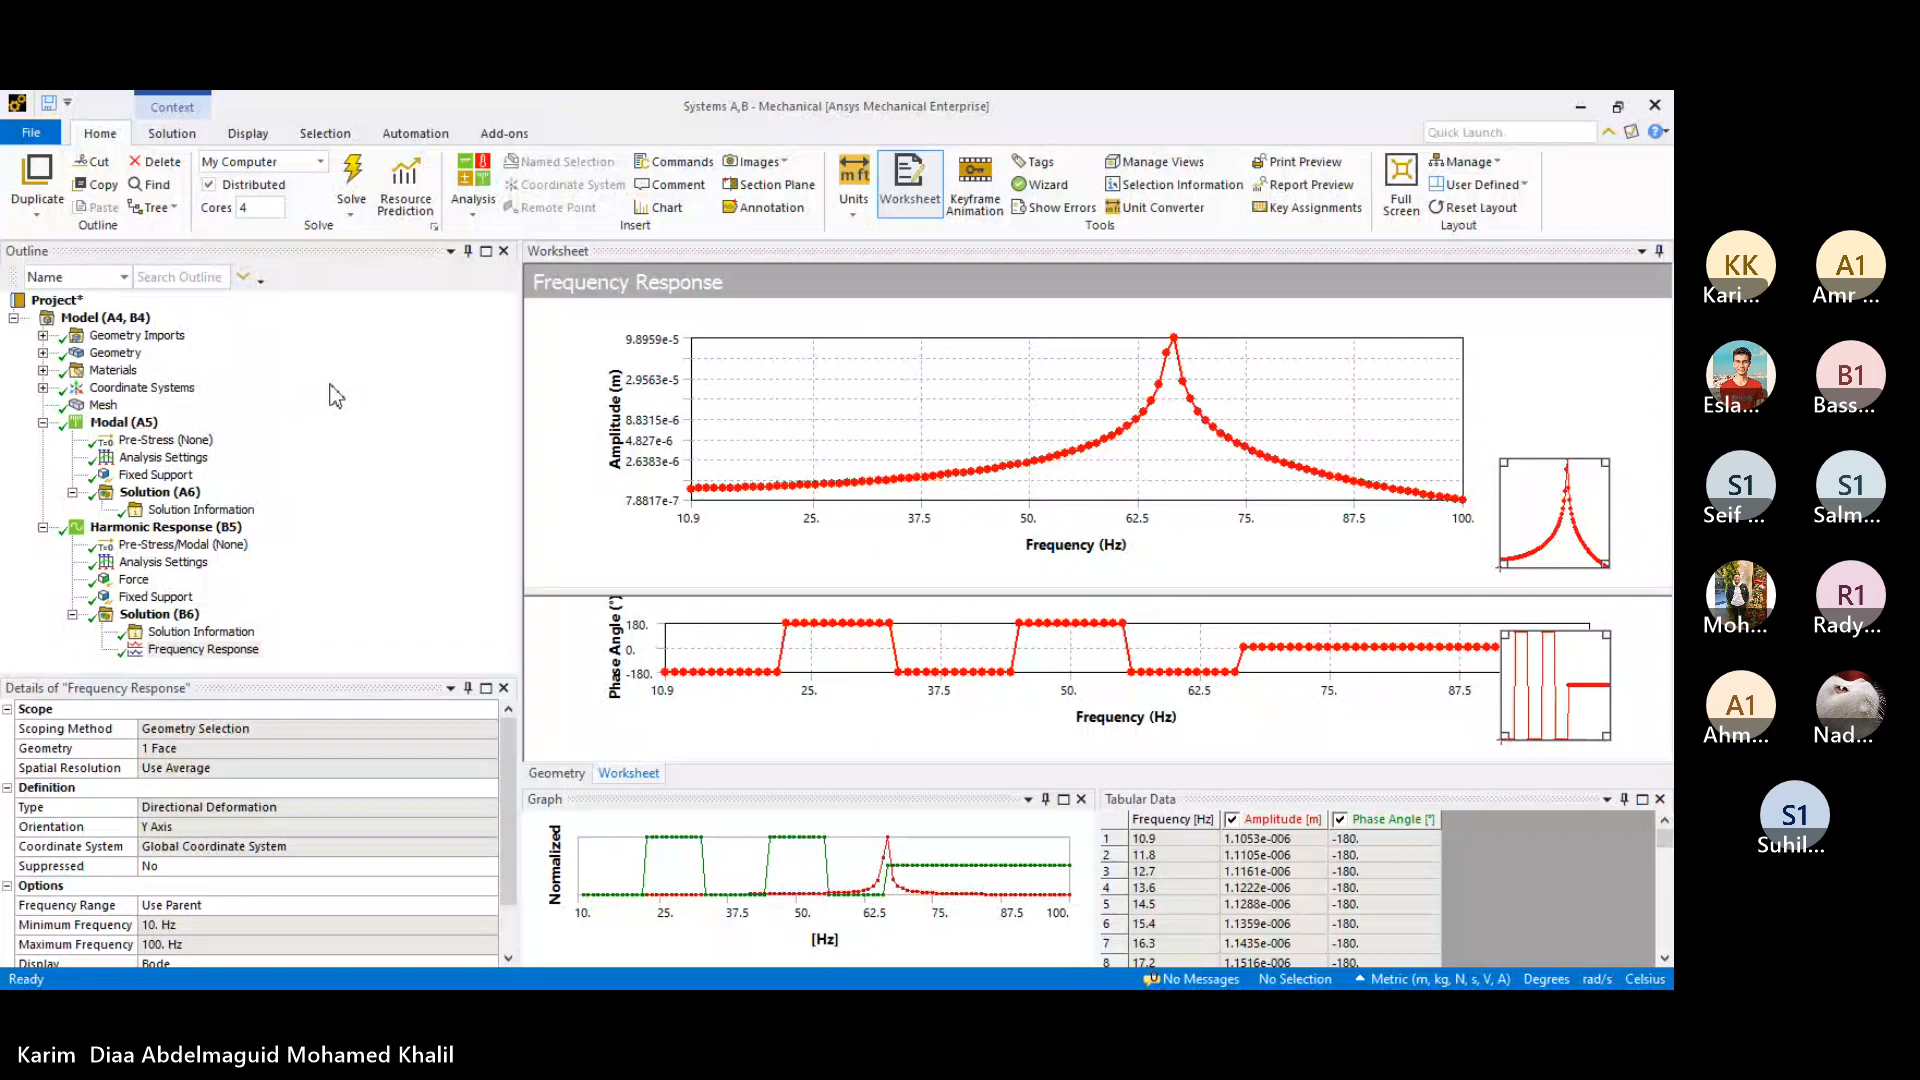 Context
Systems A,B - Mechanical [Ansys Mechanical Enterprise]
File
Home
Solution
Display
Selection
Automation
Add-ons
Quick Launch
Duplicate
Cut
Copy
Paste
Delete
Find
Tree
Outline
My Computer
Distributed
Cores 4
Solve
Resource Prediction
Solve
Analysis
Named Selection
Coordinate System
Remote Point
Commands
Comment
Chart
Images
Section Plane
Annotation
Insert
mft
Units
Worksheet
Keyframe Animation
Tags
Wizard
Show Errors
Manage Views
Selection Information
Unit Converter
Print Preview
Report Preview
Key Assignments
Tools
Full Screen
Manage
User Defined
Reset Layout
Layout
Outline
Name
Search Outline
Project*
Model (A4, B4)
Geometry Imports
Geometry
Materials
Coordinate Systems
Mesh
Modal (A5)
Pre-Stress (None)
Analysis Settings
Fixed Support
Solution (A6)
Solution Information
Harmonic Response (B5)
Pre-Stress/Modal (None)
Analysis Settings
Force
Fixed Support
Solution (B6)
Solution Information
Frequency Response
Details of "Frequency Response"
Scope
Scoping Method Geometry Selection
Geometry 1 Face
Spatial Resolution Use Average
Definition
Type Directional Deformation
Orientation Y Axis
Coordinate System Global Coordinate System
Suppressed No
Options
Frequency Range Use Parent
Minimum Frequency 10. Hz
Maximum Frequency 100. Hz
Display Bode
Worksheet
Frequency Response
Amplitude (m)
9.8959e-5
2.9563e-5
8.8315e-6
4.827e-6
2.6383e-6
7.8817e-7
10.9 25. 37.5 50. 62.5 75. 87.5 100.
Frequency (Hz)
Phase Angle (°)
180.
0.
-180.
10.9 25. 37.5 50. 62.5 75. 87.5
Frequency (Hz)
Geometry Worksheet
Graph
Normalized
10. 25. 37.5 50. 62.5 75. 87.5 100.
[Hz]
Tabular Data
Frequency [Hz] Amplitude [m] Phase Angle [°]
1 10.9 1.1053e-006 -180.
2 11.8 1.1105e-006 -180.
3 12.7 1.1161e-006 -180.
4 13.6 1.1222e-006 -180.
5 14.5 1.1288e-006 -180.
6 15.4 1.1359e-006 -180.
7 16.3 1.1435e-006 -180.
8 17.2 1.1516e-006 -180.
Ready
No Messages No Selection Metric (m, kg, N, s, V, A) Degrees rad/s Celsius
KK
Kari...
A1
Amr ...
Esla...
B1
Bass...
S1
Seif ...
S1
Salm...
Moh...
R1
Rady...
A1
Ahm...
Nad...
S1
Suhil...
Karim Diaa Abdelmaguid Mohamed Khalil